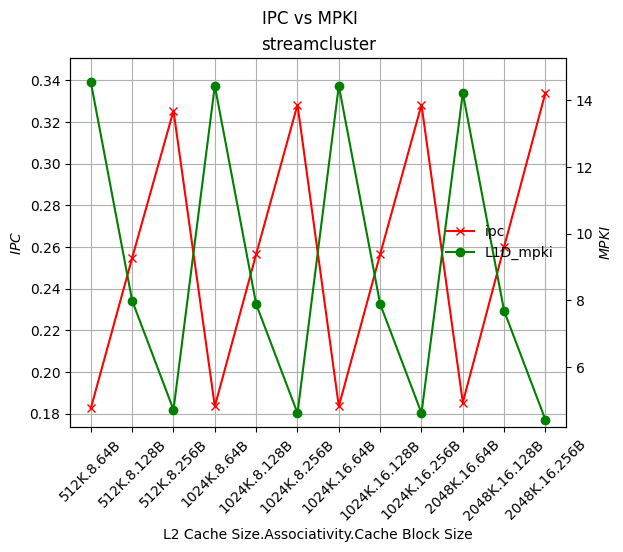 IPC vs MPKI
streamcluster
0.34
0.32
0.30
0.28
0.26
0.24
0.22
0.20
0.18
IPC
14
12
10
8
6
MPKI
ipc
L1D_mpki
512K.8.64B
512K.8.128B
512K.8.256B
1024K.8.64B
1024K.8.128B
1024K.8.256B
1024K.16.64B
1024K.16.128B
1024K.16.256B
2048K.16.64B
2048K.16.128B
2048K.16.256B
L2 Cache Size.Associativity.Cache Block Size